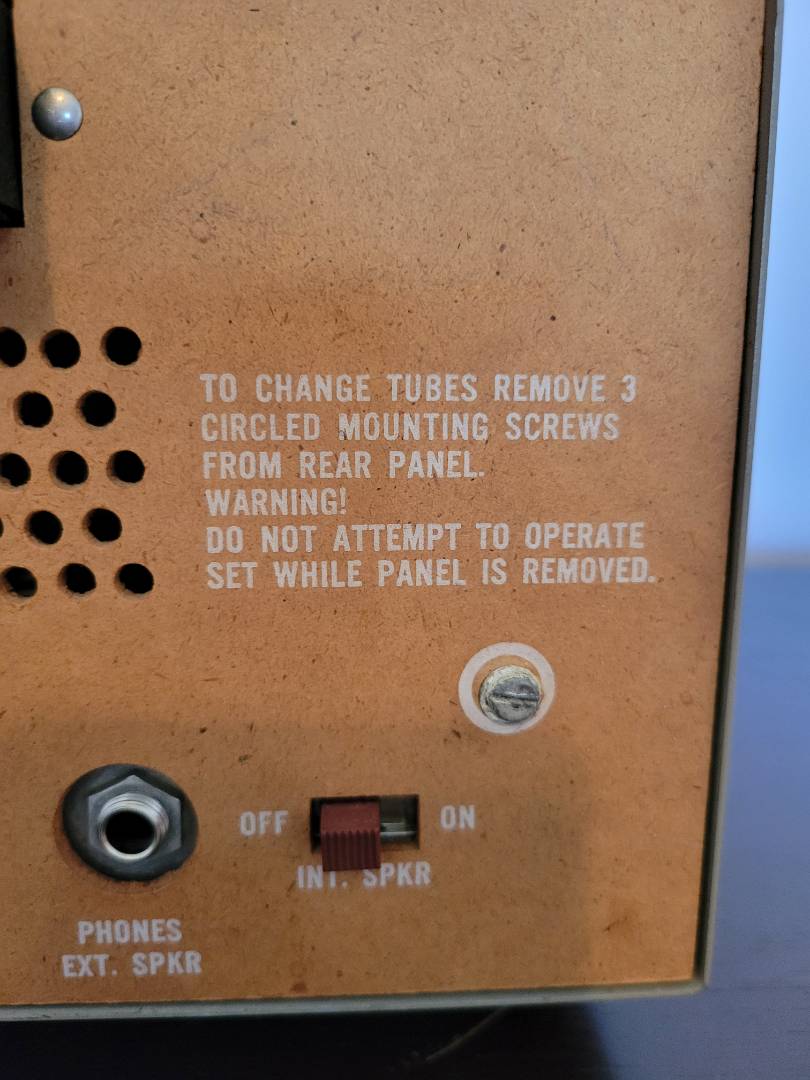 TO CHANGE TUBES REMOVE 3
CIRCLED MOUNTING SCREWS
FROM REAR PANEL.
WARNING!
DO NOT ATTEMPT TO OPERATE
SET WHILE PANEL IS REMOVED.
OFF ON
INT. SPKR
PHONES
EXT. SPKR